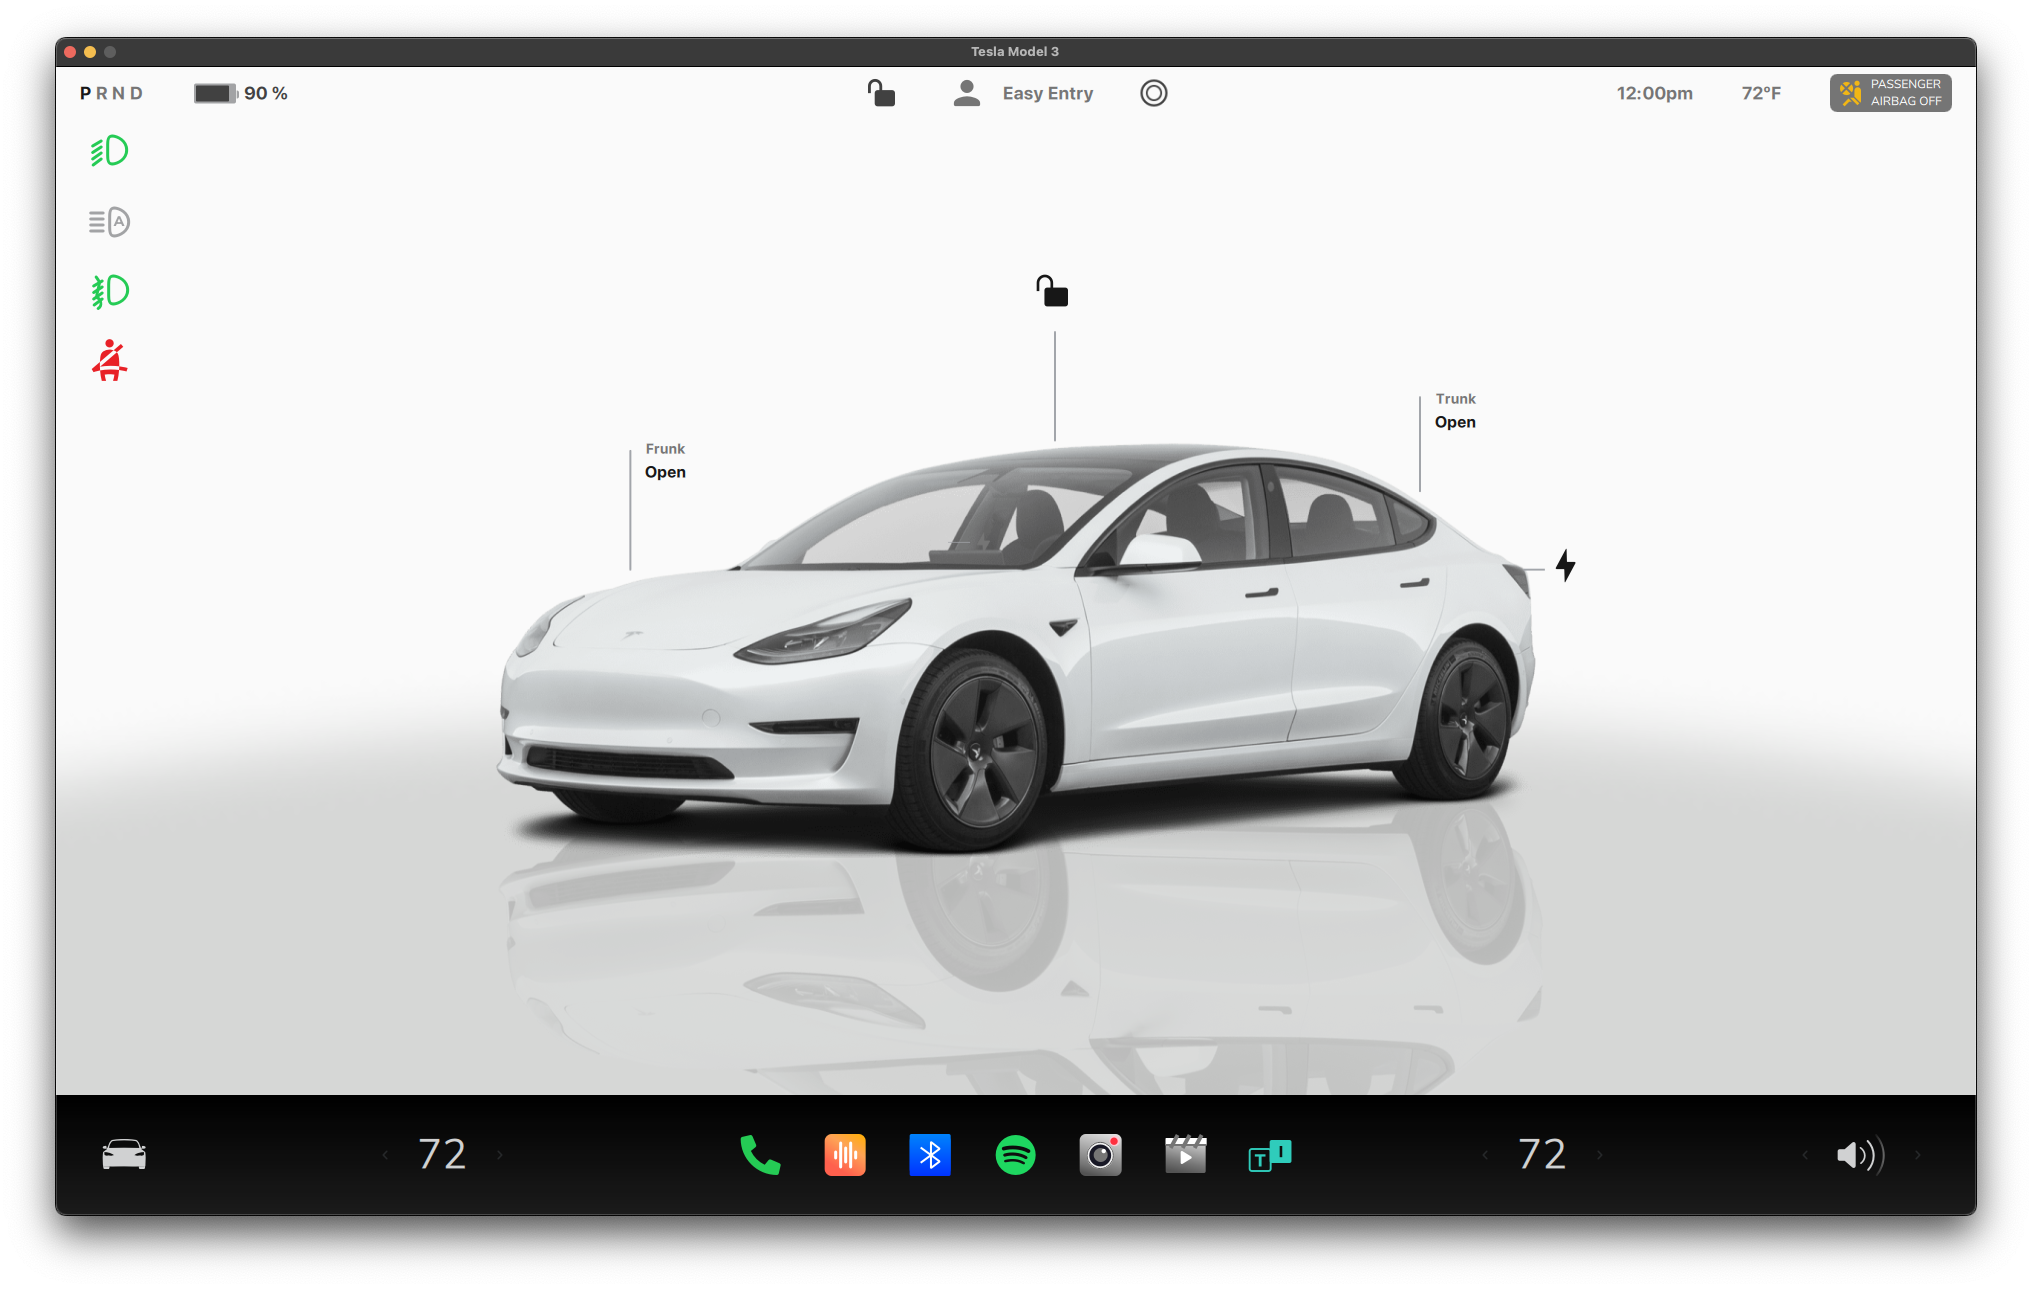 Tesla Model 3
P R N D
90 %
Easy Entry
12:00pm
72°F
PASSENGER
AIRBAG OFF
A
Trunk
Open
Frunk
Open
72
T
I
72